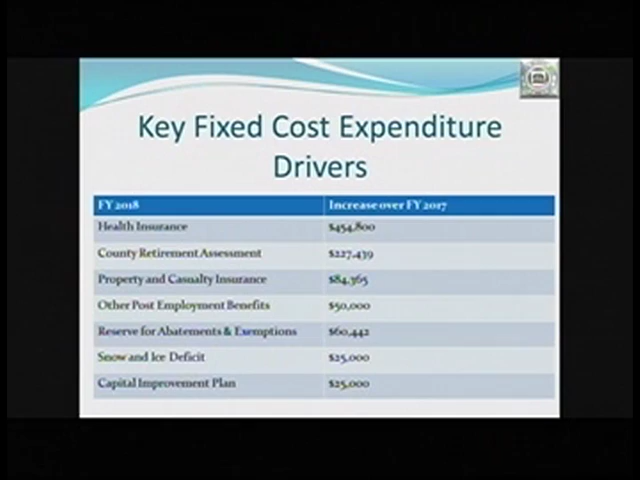 Key Fixed Cost Expenditure
Drivers
FY 2018 Increase over FY 2017
Health Insurance $454,800
County Retirement Assessment $227,439
Property and Casualty Insurance $84,365
Other Post Employment Benefits $50,000
Reserve for Abatements & Exemptions $60,442
Snow and Ice Deficit $25,000
Capital Improvement Plan $25,000